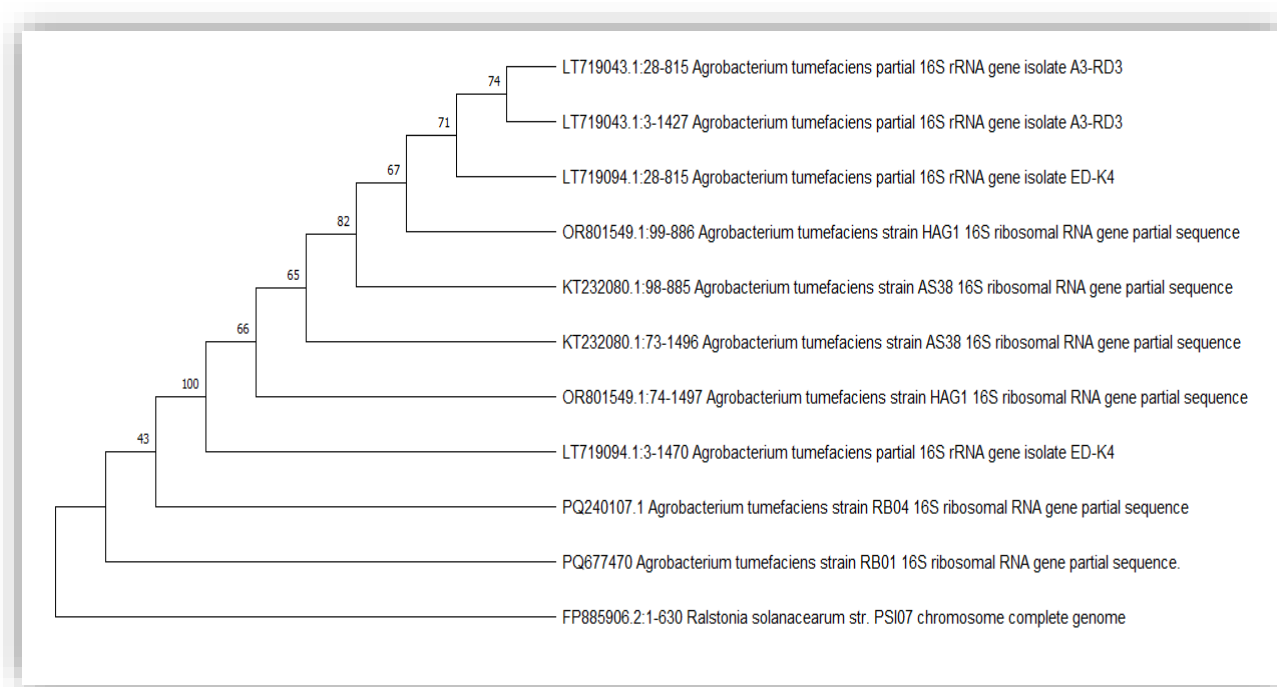 LT719043.1:28-815 Agrobacterium tumefaciens partial 16S rRNA gene isolate A3-RD3
74
LT719043.1:3-1427 Agrobacterium tumefaciens partial 16S rRNA gene isolate A3-RD3
71
LT719094.1:28-815 Agrobacterium tumefaciens partial 16S rRNA gene isolate ED-K4
67
OR801549.1:99-886 Agrobacterium tumefaciens strain HAG1 16S ribosomal RNA gene partial sequence
82
KT232080.1:98-885 Agrobacterium tumefaciens strain AS38 16S ribosomal RNA gene partial sequence
65
KT232080.1:73-1496 Agrobacterium tumefaciens strain AS38 16S ribosomal RNA gene partial sequence
66
OR801549.1:74-1497 Agrobacterium tumefaciens strain HAG1 16S ribosomal RNA gene partial sequence
100
LT719094.1:3-1470 Agrobacterium tumefaciens partial 16S rRNA gene isolate ED-K4
43
PQ240107.1 Agrobacterium tumefaciens strain RB04 16S ribosomal RNA gene partial sequence
PQ677470 Agrobacterium tumefaciens strain RB01 16S ribosomal RNA gene partial sequence.
FP885906.2:1-630 Ralstonia solanacearum str. PSI07 chromosome complete genome